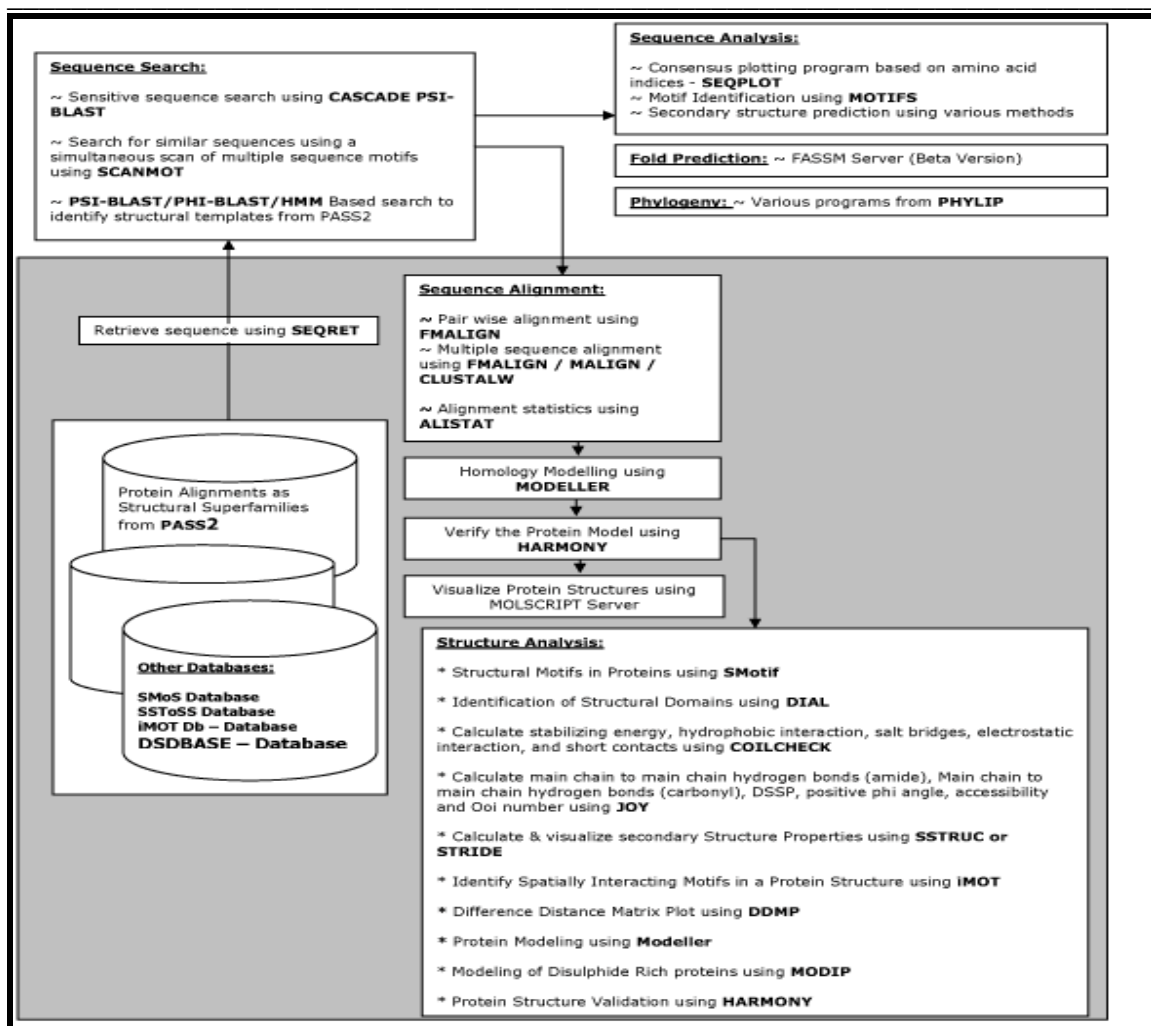 Sequence Search:
~ Sensitive sequence search using CASCADE PSI-
BLAST
~ Search for similar sequences using a
simultaneous scan of multiple sequence motifs
using SCANMOT
~ PSI-BLAST/PHI-BLAST/HMM Based search to
identify structural templates from PASS2
Sequence Analysis:
~ Consensus plotting program based on amino acid
indices - SEQPLOT
~ Motif Identification using MOTIFS
~ Secondary structure prediction using various methods
Fold Prediction: ~ FASSM Server (Beta Version)
Phylogeny: ~ Various programs from PHYLIP
Retrieve sequence using SEQRET
Sequence Alignment:
~ Pair wise alignment using
FMALIGN
~ Multiple sequence alignment
using FMALIGN / MALIGN /
CLUSTALW
~ Alignment statistics using
ALISTAT
Protein Alignments as
Structural Superfamilies
from PASS2
Other Databases:
SMoS Database
SSToSS Database
iMOT Db – Database
DSDBASE – Database
Homology Modelling using
MODELLER
Verify the Protein Model using
HARMONY
Visualize Protein Structures using
MOLSCRIPT Server
Structure Analysis:
* Structural Motifs in Proteins using SMotif
* Identification of Structural Domains using DIAL
* Calculate stabilizing energy, hydrophobic interaction, salt bridges, electrostatic
interaction, and short contacts using COILCHECK
* Calculate main chain to main chain hydrogen bonds (amide), Main chain to
main chain hydrogen bonds (carbonyl), DSSP, positive phi angle, accessibility
and Ooi number using JOY
* Calculate & visualize secondary Structure Properties using SSTRUC or
STRIDE
* Identify Spatially Interacting Motifs in a Protein Structure using iMOT
* Difference Distance Matrix Plot using DDMP
* Protein Modeling using Modeller
* Modeling of Disulphide Rich proteins using MODIP
* Protein Structure Validation using HARMONY